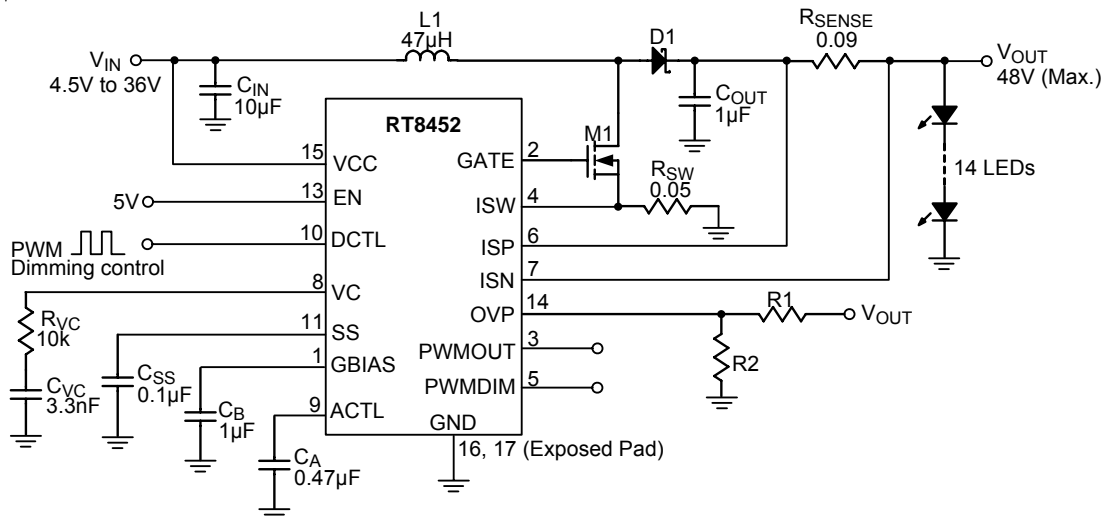 L1
47µH
D1
RSENSE
0.09
VIN
4.5V to 36V
CIN
10µF
COUT
1µF
VOUT
48V (Max.)
RT8452
M1
15
VCC
GATE
2
RSW
0.05
14 LEDs
5V
13
EN
ISW
4
PWM
Dimming control
10
DCTL
ISP
6
ISN
7
8
VC
OVP
14
R1
VOUT
RVC
10k
11
SS
R2
PWMOUT
3
1
GBIAS
PWMDIM
5
CVC
3.3nF
CSS
0.1µF
CB
1µF
9
ACTL
GND
16, 17 (Exposed Pad)
CA
0.47µF